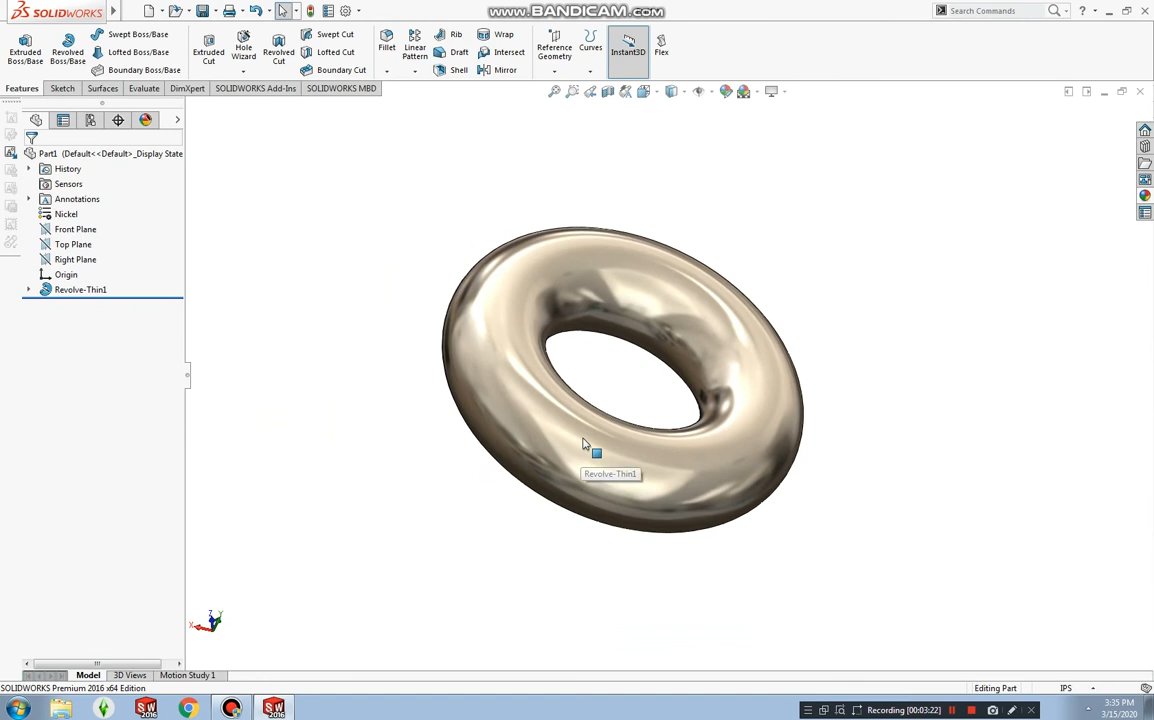 SOLIDWORKS
www.BANDICAM.com
Search Commands
Extruded Boss/Base
Revolved Boss/Base
Swept Boss/Base
Lofted Boss/Base
Boundary Boss/Base
Extruded Cut
Hole Wizard
Revolved Cut
Swept Cut
Lofted Cut
Boundary Cut
Fillet
Linear Pattern
Rib
Draft
Shell
Wrap
Intersect
Mirror
Reference Geometry
Curves
Instant3D
Flex
Features
Sketch
Surfaces
Evaluate
DimXpert
SOLIDWORKS Add-Ins
SOLIDWORKS MBD
Part1 (Default<<Default>_Display State
History
Sensors
Annotations
Nickel
Front Plane
Top Plane
Right Plane
Origin
Revolve-Thin1
Revolve-Thin1
Z
Y
X
Model
3D Views
Motion Study 1
SOLIDWORKS Premium 2016 x64 Edition
Editing Part
IPS
Recording [00:03:22]
3:35 PM
3/15/2020